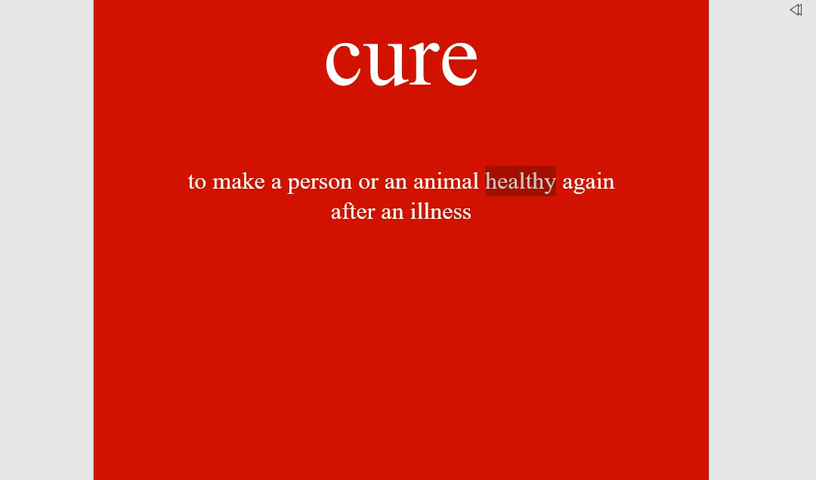 cure
to make a person or an animal healthy again
after an illness